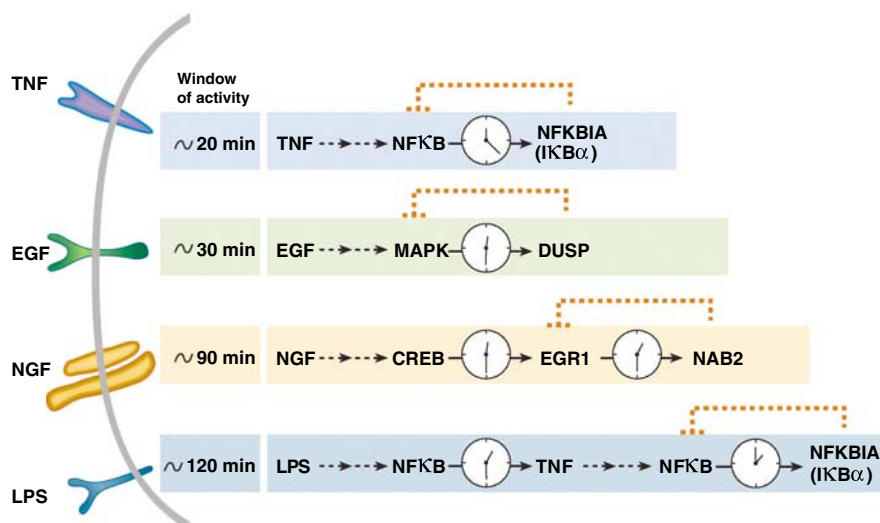 TNF
Window
of activity
∼ 20 min
TNF NFΚB NFKBIA
(IΚBα)
EGF
∼ 30 min
EGF MAPK DUSP
NGF
∼ 90 min
NGF CREB EGR1 NAB2
LPS
∼ 120 min
LPS NFΚB TNF NFΚB NFKBIA
(IΚBα)